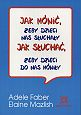 JAK MÓWIĆ,
ŻEBY DZIECI
NAS SŁUCHAŁY
JAK SŁUCHAĆ,
ŻEBY DZIECI
DO NAS MÓWIŁY
Adele Faber
Elaine Mazlish